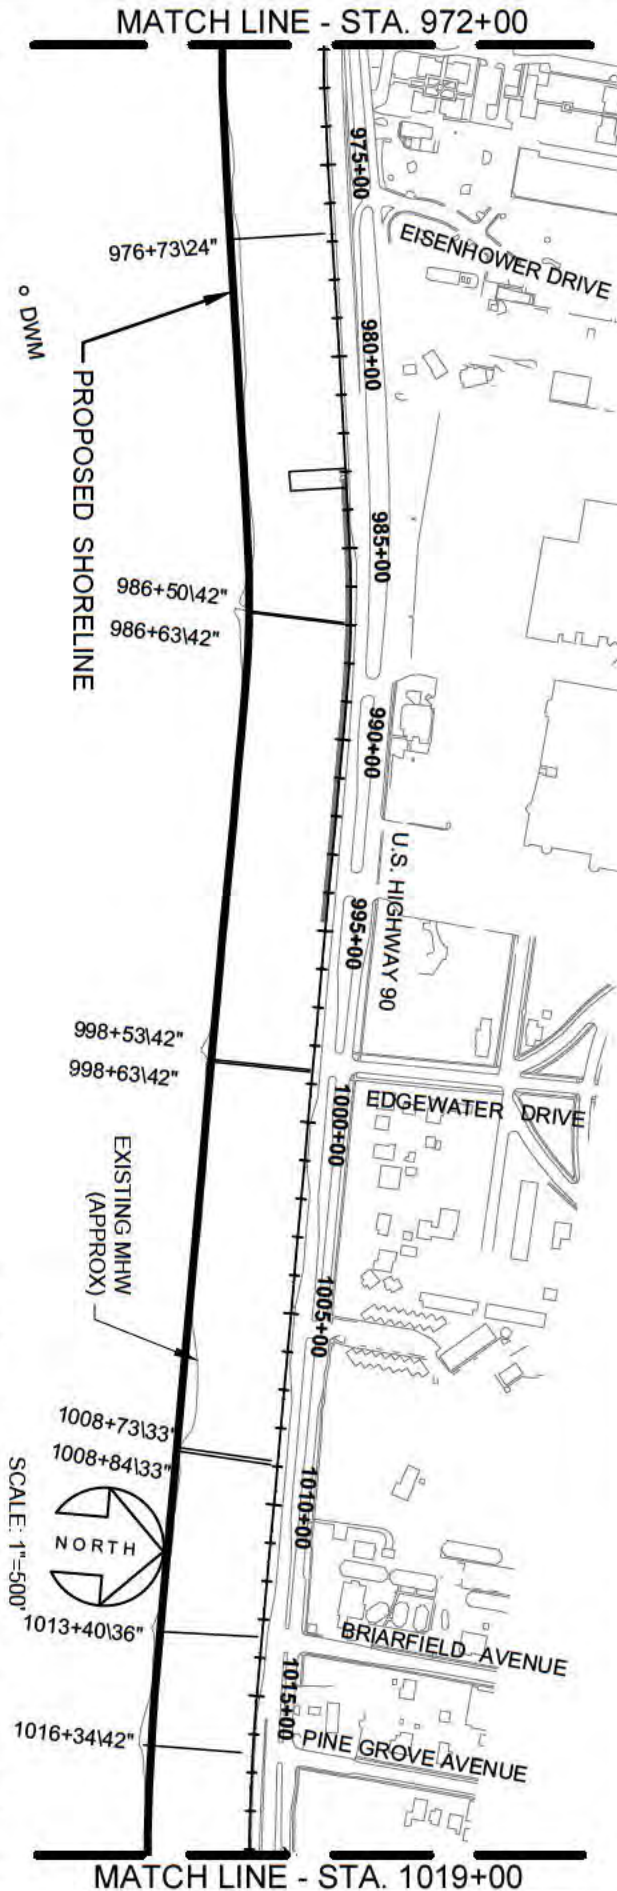 MATCH LINE - STA. 972+00
975+00
976+73\24"
EISENHOWER DRIVE
DWM
980+00
PROPOSED SHORELINE
985+00
986+50\42"
986+63\42"
990+00
U.S. HIGHWAY 90
995+00
998+53\42"
998+63\42"
1000+00
EDGEWATER DRIVE
EXISTING MHW
(APPROX)
1005+00
1008+73\33"
1008+84\33"
1010+00
NORTH
SCALE: 1"=500'
1013+40\36"
BRIARFIELD AVENUE
1015+00
1016+34\42"
PINE GROVE AVENUE
MATCH LINE - STA. 1019+00